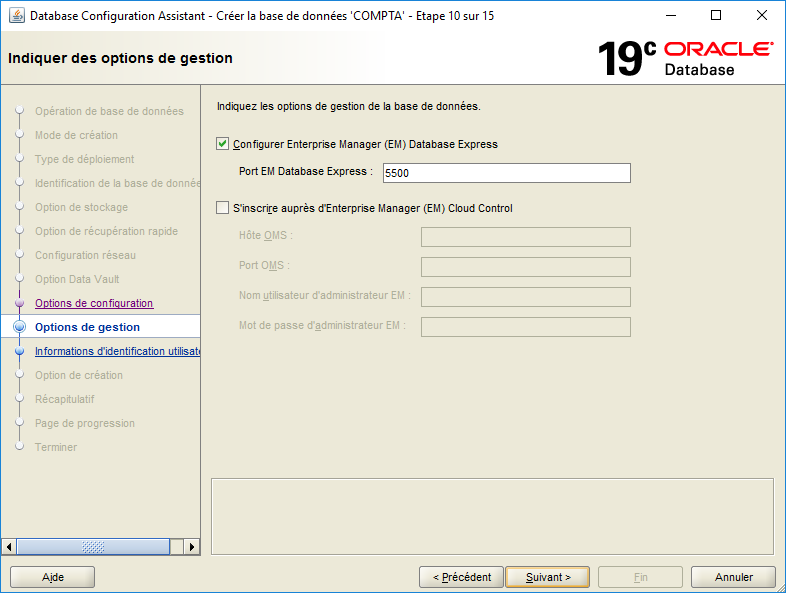 Database Configuration Assistant - Créer la base de données 'COMPTA' - Etape 10 sur 15
Indiquer des options de gestion
19c ORACLE
Database
Opération de base de données
Mode de création
Type de déploiement
Identification de la base de donnée
Option de stockage
Option de récupération rapide
Configuration réseau
Option Data Vault
Options de configuration
Options de gestion
Informations d'identification utilisate
Option de création
Récapitulatif
Page de progression
Terminer
Indiquez les options de gestion de la base de données.
Configurer Enterprise Manager (EM) Database Express
Port EM Database Express : 5500
S'inscrire auprès d'Enterprise Manager (EM) Cloud Control
Hôte OMS :
Port OMS :
Nom utilisateur d'administrateur EM :
Mot de passe d'administrateur EM :
Aide
< Précédent
Suivant >
Fin
Annuler